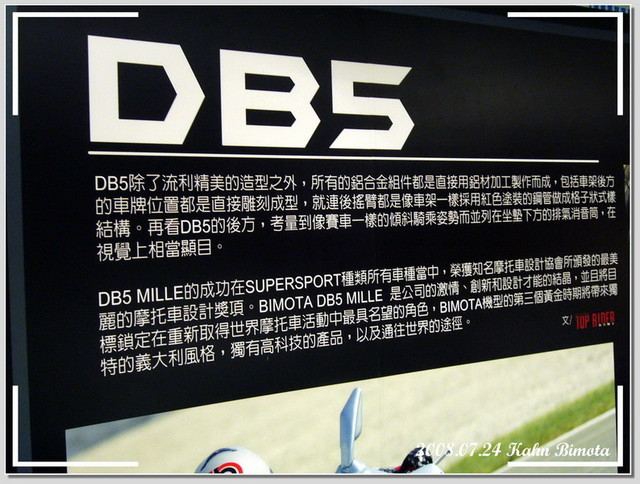 DB5
DB5除了流利精美的造型之外，所有的鋁合金組件都是直接用鋁材加工製作而成，包括車架後方
的車牌位置都是直接雕刻成型，就連後搖臂都是像車架一樣採用紅色塗裝的鋼管做成格子狀式樣
結構。再看DB5的後方，考量到像賽車一樣的傾斜騎乘姿勢而並列在坐墊下方的排氣消音筒，在
視覺上相當顯目。
DB5 MILLE的成功在SUPERSPORT種類所有車種當中，榮獲知名摩托車設計協會所頒發的最美
麗的摩托車設計獎項。BIMOTA DB5 MILLE 是公司的激情、創新和設計才能的結晶，並且將目
標鎖定在重新取得世界摩托車活動中最具名望的角色，BIMOTA機型的第三個黃金時期將帶來獨
特的義大利風格，獨有高科技的產品，以及通往世界的途徑。
文/ TOP RIDER
2008.07.24 Kahn Bimota